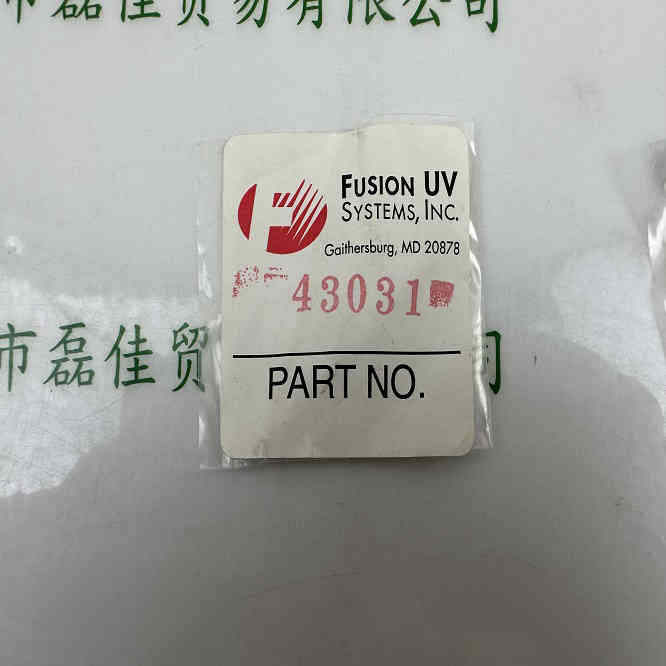 市磊佳贸易有限公司
FUSION UV
SYSTEMS, INC.
Gaithersburg, MD 20878
43031
市磊佳贸
司
PART NO.